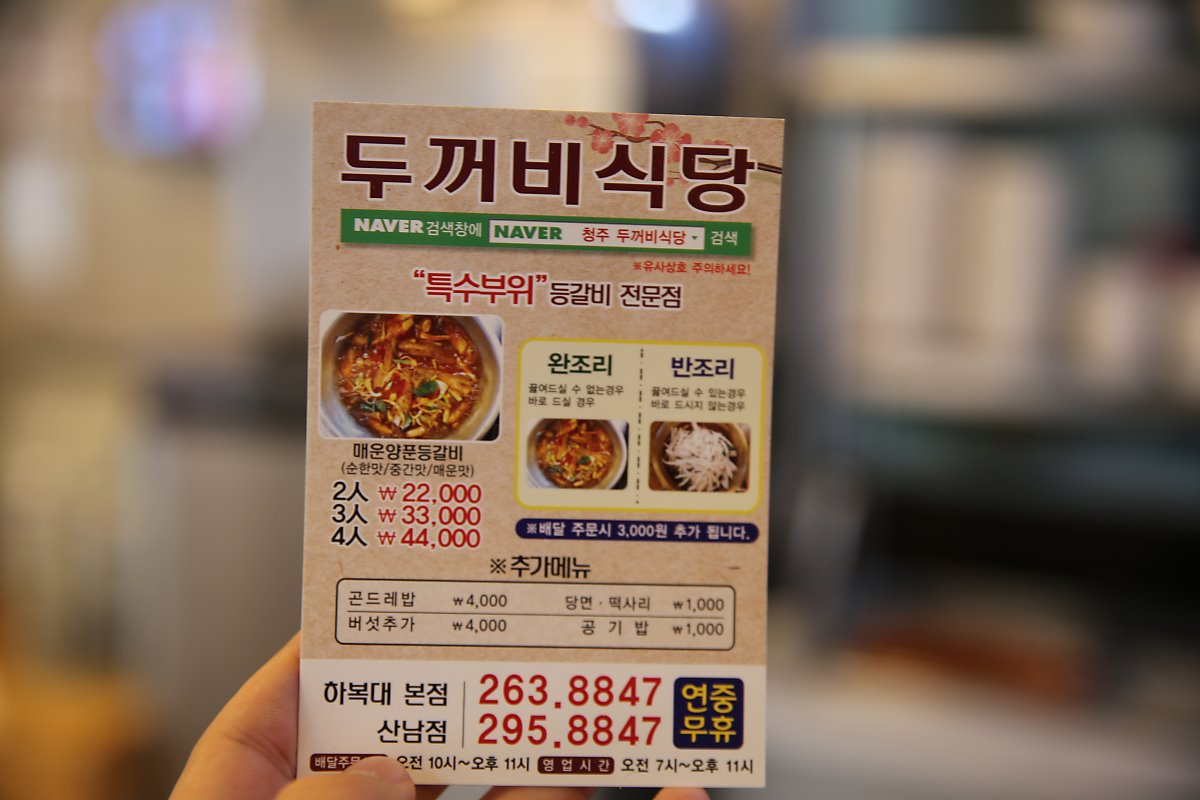 두꺼비식당
NAVER 검색창에 NAVER 청주 두꺼비식당 검색
※유사상호 주의하세요!
“특수부위” 등갈비 전문점
매운양푼등갈비
(순한맛/중간맛/매운맛)
2人 ₩22,000
3人 ₩33,000
4人 ₩44,000
완조리
끓여드실 수 없는경우
바로 드실 경우
반조리
끓여드실 수 있는경우
바로 드시지 않는경우
※배달 주문시 3,000원 추가 됩니다.
※추가메뉴
곤드레밥 ₩4,000 당면·떡사리 ₩1,000
버섯추가 ₩4,000 공기밥 ₩1,000
하복대 본점 263.8847
산남점 295.8847
연중
무휴
배달주문 오전 10시~오후 11시 영업시간 오전 7시~오후 11시